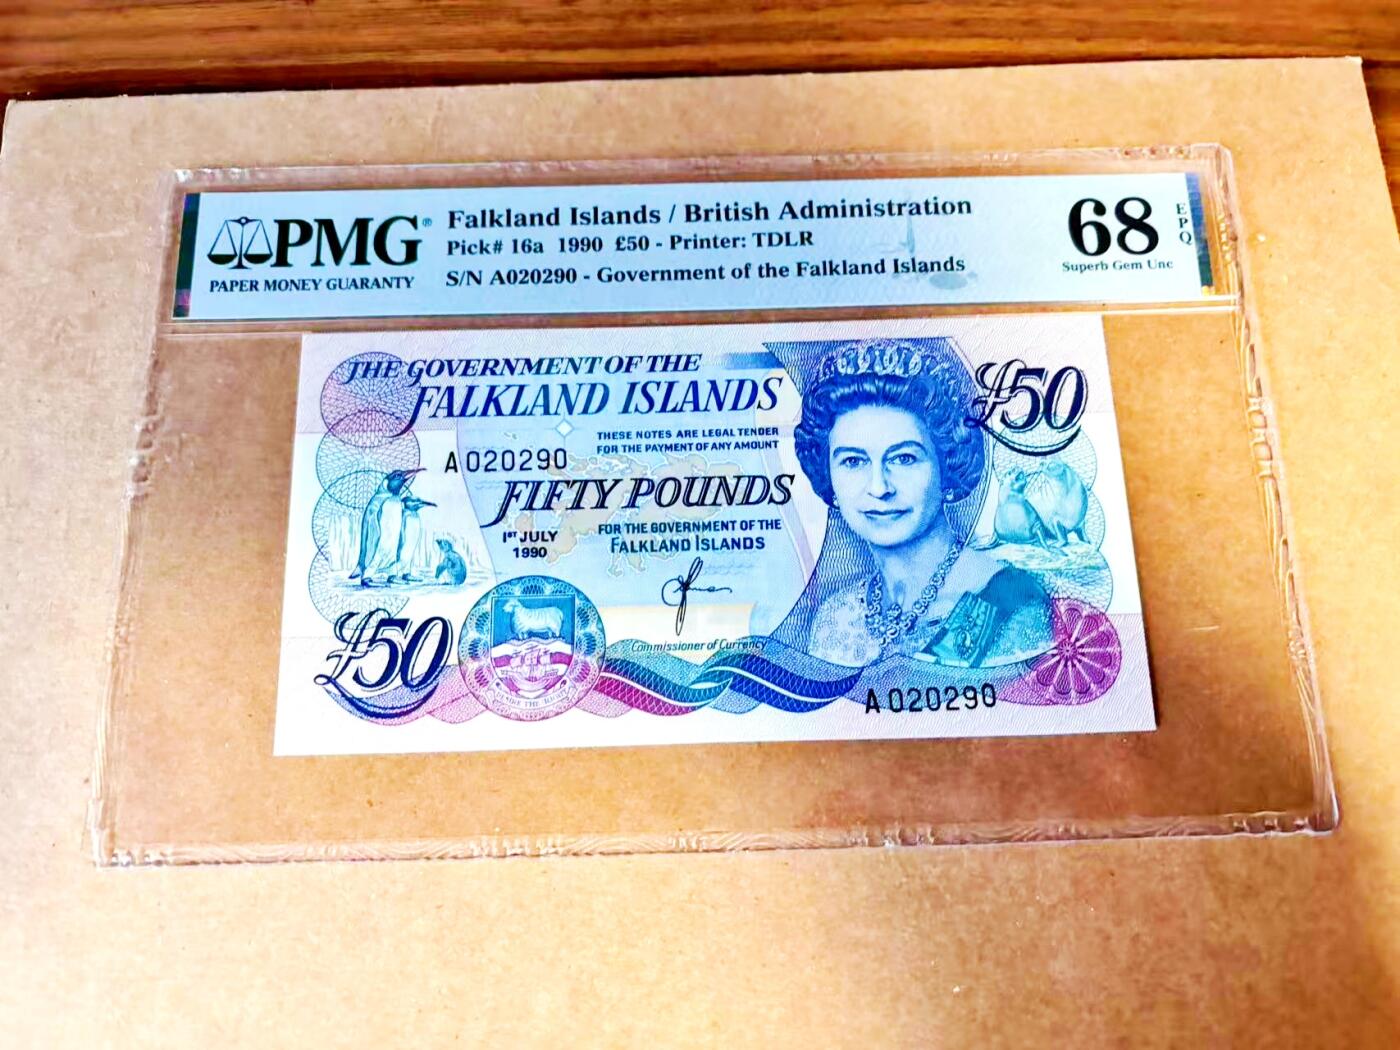 PMG®
PAPER MONEY GUARANTY
Falkland Islands / British Administration
Pick# 16a 1990 £50 - Printer: TDLR
S/N A020290 - Government of the Falkland Islands
68
EPQ
Superb Gem Unc
THE GOVERNMENT OF THE
FALKLAND ISLANDS
£50
THESE NOTES ARE LEGAL TENDER
FOR THE PAYMENT OF ANY AMOUNT
A020290
FIFTY POUNDS
1ST JULY
1990
FOR THE GOVERNMENT OF THE
FALKLAND ISLANDS
Commissioner of Currency
£50
A020290